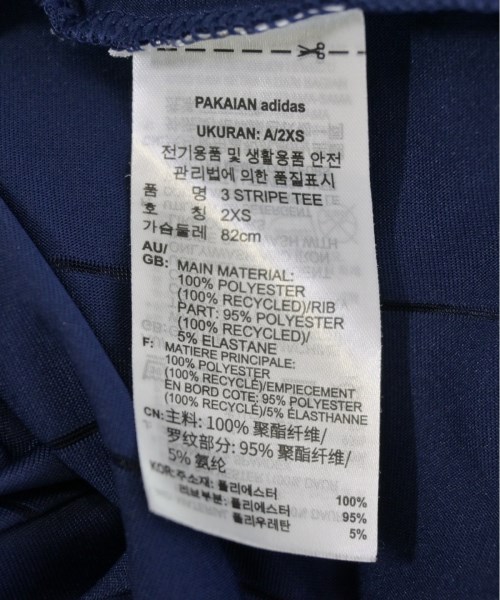 PAKAIAN adidas
UKURAN: A/2XS
전기용품 및 생활용품 안전
관리법에 의한 품질표시
품 명 3 STRIPE TEE
호 칭 2XS
가슴둘레 82cm
AU/
GB: MAIN MATERIAL:
100% POLYESTER
(100% RECYCLED)/RIB
PART: 95% POLYESTER
(100% RECYCLED)/
5% ELASTANE
F: MATIERE PRINCIPALE:
100% POLYESTER
(100% RECYCLÉ)/EMPIECEMENT
EN BORD COTE: 95% POLYESTER
(100% RECYCLÉ)/5% ÉLASTHANNE
CN: 主料: 100% 聚酯纤维/
罗纹部分: 95% 聚酯纤维/
5% 氨纶
KOR: 주소재: 폴리에스터 100%
리브부분: 폴리에스터 95%
폴리우레탄 5%